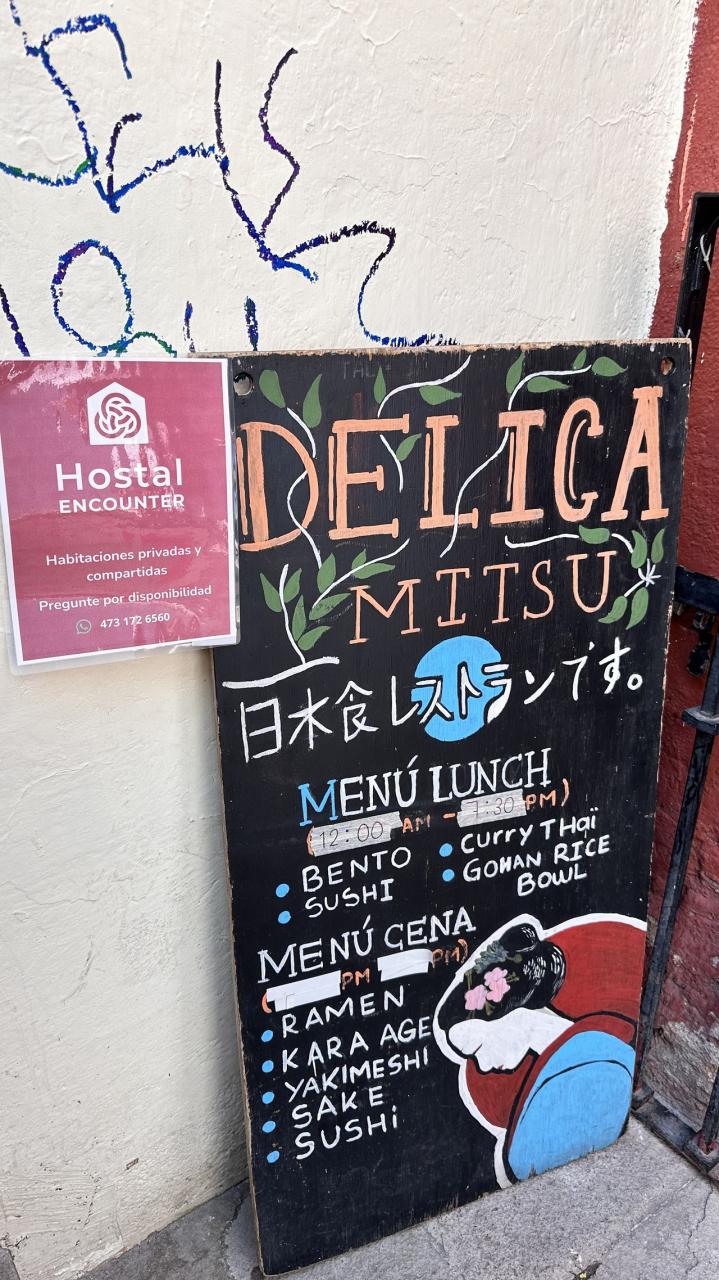 Hostal
ENCOUNTER
Habitaciones privadas y
compartidas
Pregunte por disponibilidad
473 172 6560
DELICA
MITSU
日木食レストランです。
MENÚ LUNCH
(12:00 AM - 7:30 PM)
BENTO
SUSHI
CURRY THaï
GOHAN RICE
BOWL
MENÚ CENA
( PM PM)
RAMEN
KARA AGE
YAKIMESHI
SAKE
SUSHi